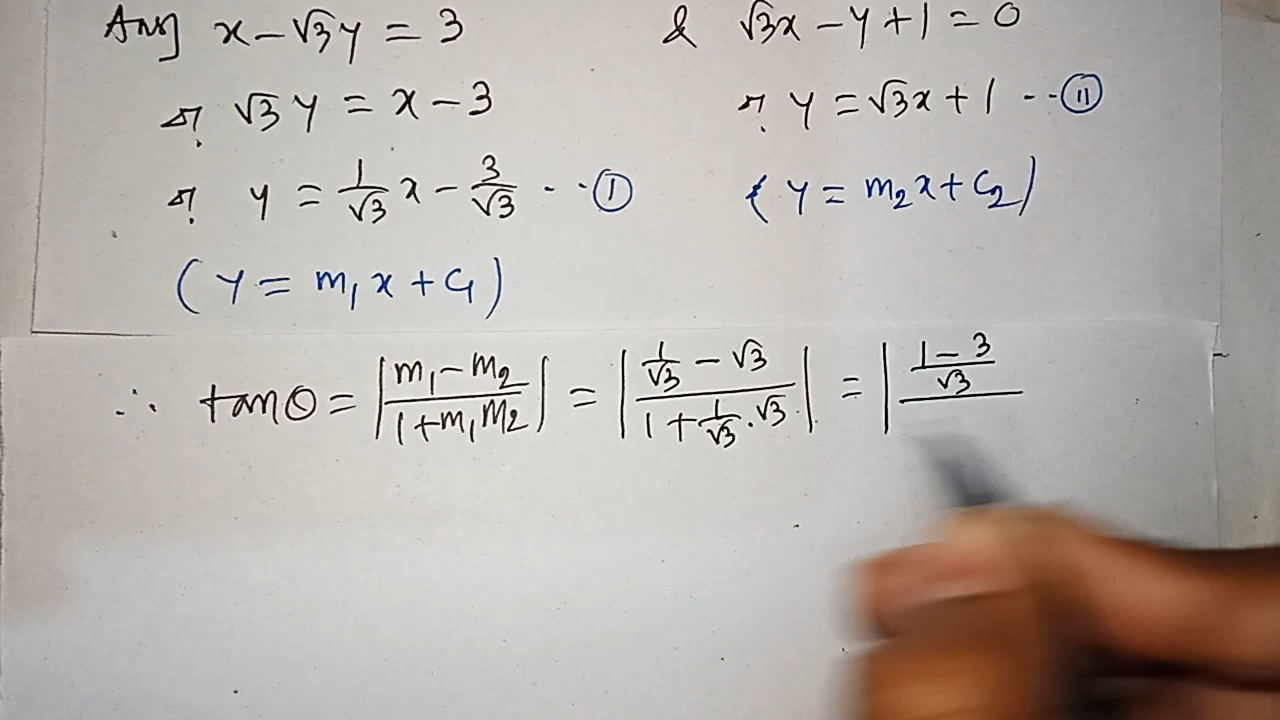 Ans x - √3y = 3 & √3x - y + 1 = 0
বা, √3 y = x - 3 বা, y = √3x + 1 --- (II)
বা, y = 1/√3 x - 3/√3 --- (I) (y = m₂x + c₂)
(y = m₁x + c₁)
∴ tanθ = |(m₁ - m₂)/(1 + m₁m₂)| = |(1/√3 - √3)/(1 + 1/√3 . √3)| = |((1 - 3)/√3)/